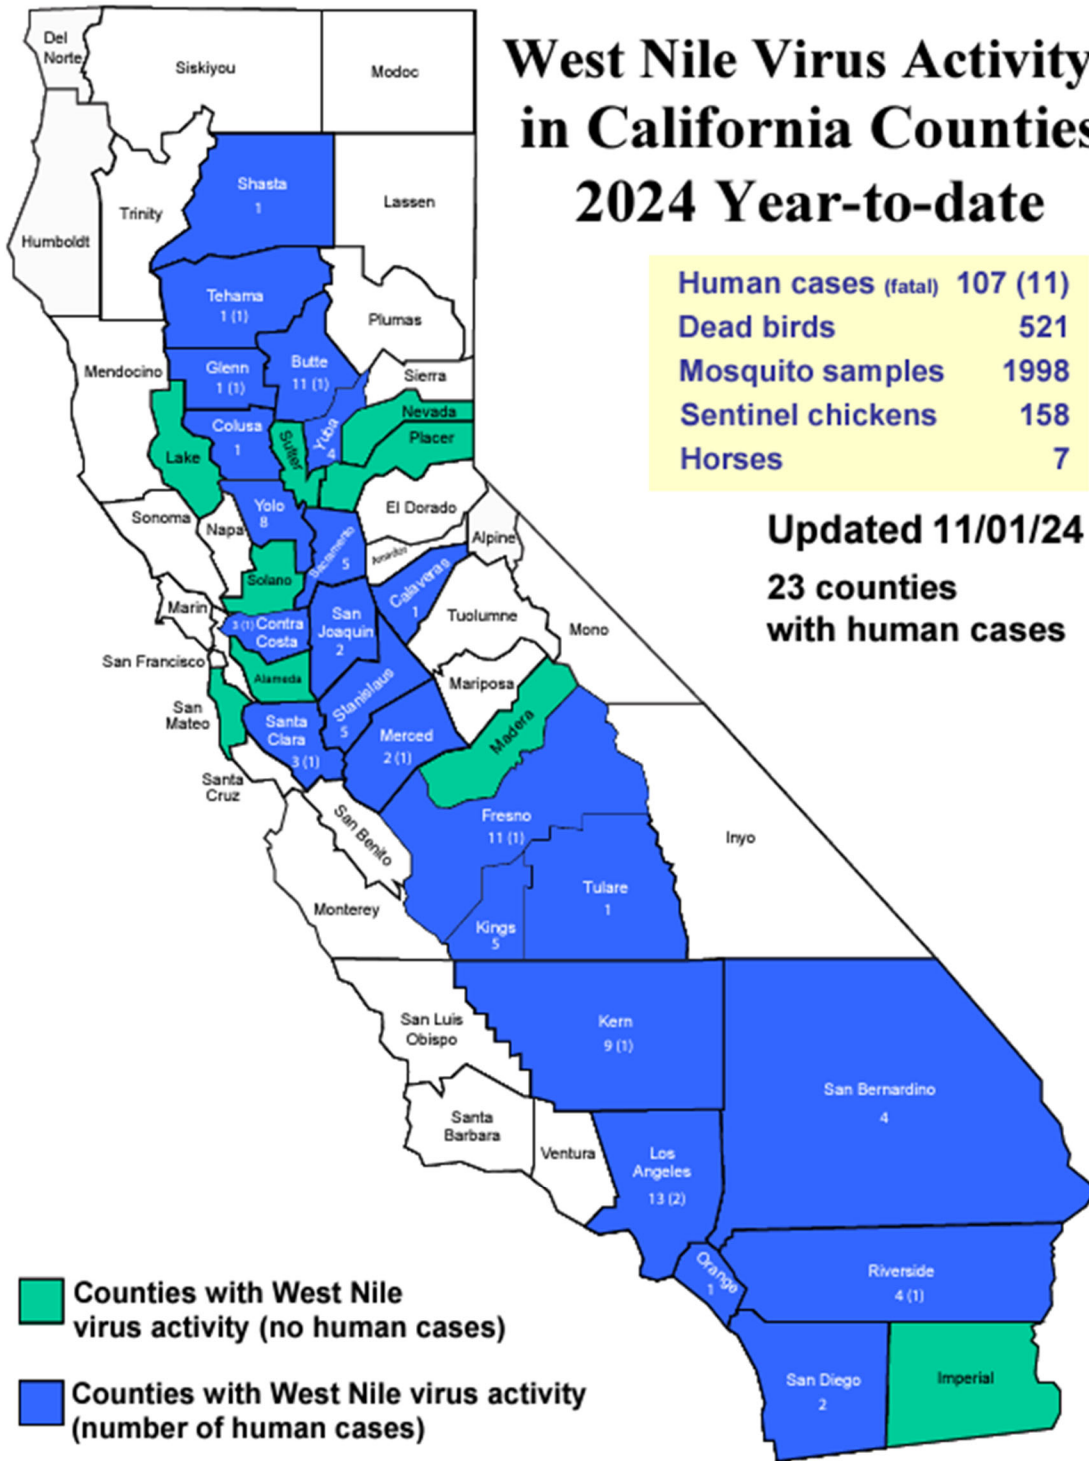 West Nile Virus Activity
in California Counties
2024 Year-to-date
Human cases (fatal) 107 (11)
Dead birds 521
Mosquito samples 1998
Sentinel chickens 158
Horses 7
Updated 11/01/24
23 counties
with human cases
Del
Norte
Siskiyou
Modoc
Shasta
1
Trinity
Lassen
Humboldt
Tehama
1 (1)
Plumas
Mendocino
Glenn
1 (1)
Butte
11 (1)
Sierra
Colusa
1
Sutter
Yuba
4
Nevada
Placer
Lake
Yolo
8
El Dorado
Sonoma
Napa
Sacramento
5
Amador
Alpine
Solano
Calaveras
1
Marin
3 (1) Contra
Costa
San
Joaquin
2
Tuolumne
Mono
San Francisco
Alameda
Stanislaus
5
Mariposa
San
Mateo
Santa
Clara
3 (1)
Merced
2 (1)
Madera
Santa
Cruz
San Benito
Fresno
11 (1)
Inyo
Tulare
1
Monterey
Kings
5
San Luis
Obispo
Kern
9 (1)
San Bernardino
4
Santa
Barbara
Ventura
Los
Angeles
13 (2)
Orange
1
Riverside
4 (1)
San Diego
2
Imperial
Counties with West Nile
virus activity (no human cases)
Counties with West Nile virus activity
(number of human cases)